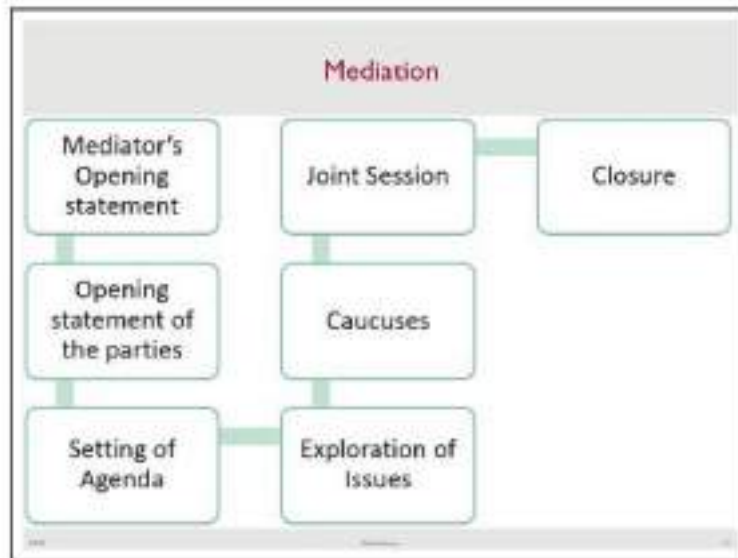 Mediation
Mediator's
Opening
statement
Opening
statement of
the parties
Setting of
Agenda
Exploration of
Issues
Caucuses
Joint Session
Closure